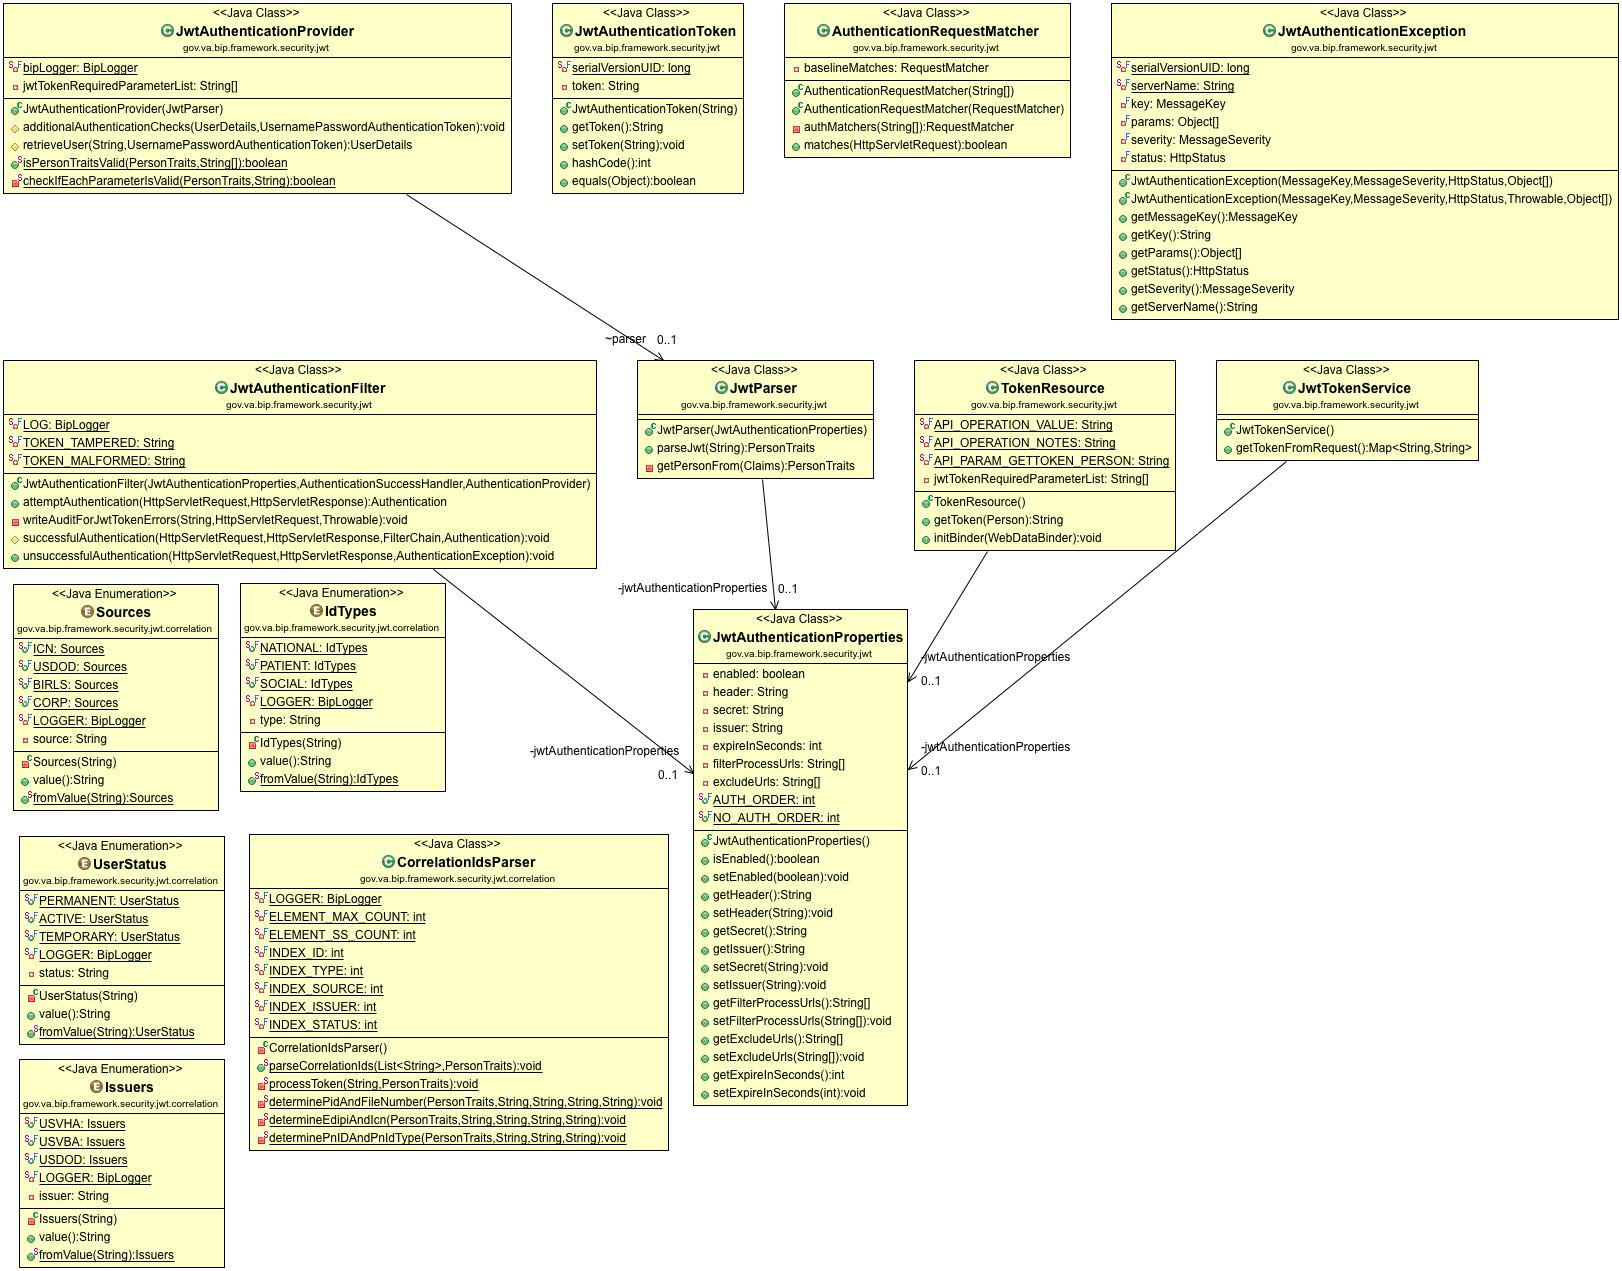 <<Java Class>>
JwtAuthenticationProvider
gov.va.bip.framework.security.jwt
bipLogger: BipLogger
jwtTokenRequiredParameterList: String[]
JwtAuthenticationProvider(JwtParser)
additionalAuthenticationChecks(UserDetails,UsernamePasswordAuthenticationToken):void
retrieveUser(String,UsernamePasswordAuthenticationToken):UserDetails
isPersonTraitsValid(PersonTraits,String[]):boolean
checkIfEachParameterIsValid(PersonTraits,String):boolean
<<Java Class>>
JwtAuthenticationToken
gov.va.bip.framework.security.jwt
serialVersionUID: long
token: String
JwtAuthenticationToken(String)
getToken():String
setToken(String):void
hashCode():int
equals(Object):boolean
<<Java Class>>
AuthenticationRequestMatcher
gov.va.bip.framework.security.jwt
baselineMatches: RequestMatcher
AuthenticationRequestMatcher(String[])
AuthenticationRequestMatcher(RequestMatcher)
authMatchers(String[]):RequestMatcher
matches(HttpServletRequest):boolean
<<Java Class>>
JwtAuthenticationException
gov.va.bip.framework.security.jwt
serialVersionUID: long
serverName: String
key: MessageKey
params: Object[]
severity: MessageSeverity
status: HttpStatus
JwtAuthenticationException(MessageKey,MessageSeverity,HttpStatus,Object[])
JwtAuthenticationException(MessageKey,MessageSeverity,HttpStatus,Throwable,Object[])
getMessageKey():MessageKey
getKey():String
getParams():Object[]
getStatus():HttpStatus
getSeverity():MessageSeverity
getServerName():String
~parser 0..1
<<Java Class>>
JwtAuthenticationFilter
gov.va.bip.framework.security.jwt
LOG: BipLogger
TOKEN_TAMPERED: String
TOKEN_MALFORMED: String
JwtAuthenticationFilter(JwtAuthenticationProperties,AuthenticationSuccessHandler,AuthenticationProvider)
attemptAuthentication(HttpServletRequest,HttpServletResponse):Authentication
writeAuditForJwtTokenErrors(String,HttpServletRequest,Throwable):void
successfulAuthentication(HttpServletRequest,HttpServletResponse,FilterChain,Authentication):void
unsuccessfulAuthentication(HttpServletRequest,HttpServletResponse,AuthenticationException):void
<<Java Class>>
JwtParser
gov.va.bip.framework.security.jwt
JwtParser(JwtAuthenticationProperties)
parseJwt(String):PersonTraits
getPersonFrom(Claims):PersonTraits
<<Java Class>>
TokenResource
gov.va.bip.framework.security.jwt
API_OPERATION_VALUE: String
API_OPERATION_NOTES: String
API_PARAM_GETTOKEN_PERSON: String
jwtTokenRequiredParameterList: String[]
TokenResource()
getToken(Person):String
initBinder(WebDataBinder):void
<<Java Class>>
JwtTokenService
gov.va.bip.framework.security.jwt
JwtTokenService()
getTokenFromRequest():Map<String,String>
-jwtAuthenticationProperties 0..1
-jwtAuthenticationProperties
0..1
-jwtAuthenticationProperties
0..1
-jwtAuthenticationProperties
0..1
<<Java Enumeration>>
Sources
gov.va.bip.framework.security.jwt.correlation
ICN: Sources
USDOD: Sources
BIRLS: Sources
CORP: Sources
LOGGER: BipLogger
source: String
Sources(String)
value():String
fromValue(String):Sources
<<Java Enumeration>>
IdTypes
gov.va.bip.framework.security.jwt.correlation
NATIONAL: IdTypes
PATIENT: IdTypes
SOCIAL: IdTypes
LOGGER: BipLogger
type: String
IdTypes(String)
value():String
fromValue(String):IdTypes
<<Java Class>>
JwtAuthenticationProperties
gov.va.bip.framework.security.jwt
enabled: boolean
header: String
secret: String
issuer: String
expireInSeconds: int
filterProcessUrls: String[]
excludeUrls: String[]
AUTH_ORDER: int
NO_AUTH_ORDER: int
JwtAuthenticationProperties()
isEnabled():boolean
setEnabled(boolean):void
getHeader():String
setHeader(String):void
getSecret():String
getIssuer():String
setSecret(String):void
setIssuer(String):void
getFilterProcessUrls():String[]
setFilterProcessUrls(String[]):void
getExcludeUrls():String[]
setExcludeUrls(String[]):void
getExpireInSeconds():int
setExpireInSeconds(int):void
<<Java Enumeration>>
UserStatus
gov.va.bip.framework.security.jwt.correlation
PERMANENT: UserStatus
ACTIVE: UserStatus
TEMPORARY: UserStatus
LOGGER: BipLogger
status: String
UserStatus(String)
value():String
fromValue(String):UserStatus
<<Java Class>>
CorrelationIdsParser
gov.va.bip.framework.security.jwt.correlation
LOGGER: BipLogger
ELEMENT_MAX_COUNT: int
ELEMENT_SS_COUNT: int
INDEX_ID: int
INDEX_TYPE: int
INDEX_SOURCE: int
INDEX_ISSUER: int
INDEX_STATUS: int
CorrelationIdsParser()
parseCorrelationIds(List<String>,PersonTraits):void
processToken(String,PersonTraits):void
determinePidAndFileNumber(PersonTraits,String,String,String,String):void
determineEdipiAndIcn(PersonTraits,String,String,String,String):void
determinePnIDAndPnIdType(PersonTraits,String,String,String):void
<<Java Enumeration>>
Issuers
gov.va.bip.framework.security.jwt.correlation
USVHA: Issuers
USVBA: Issuers
USDOD: Issuers
LOGGER: BipLogger
issuer: String
Issuers(String)
value():String
fromValue(String):Issuers